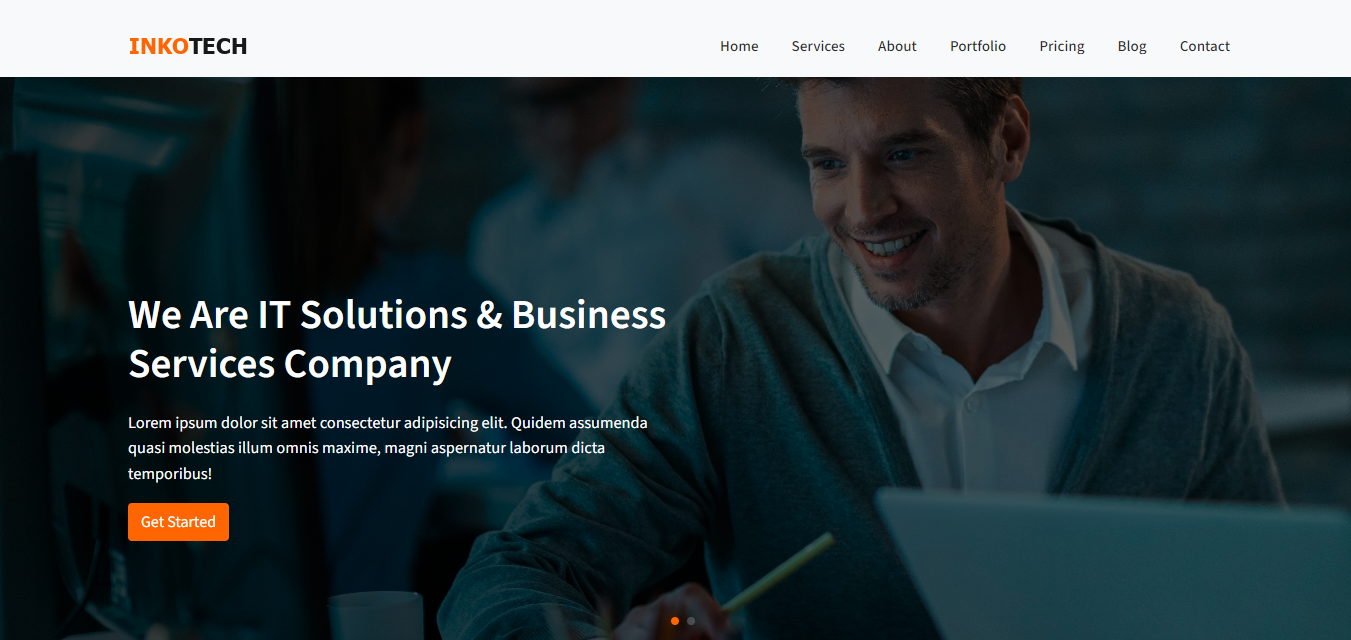 INKOTECH
Home Services About Portfolio Pricing Blog Contact
We Are IT Solutions & Business
Services Company
Lorem ipsum dolor sit amet consectetur adipisicing elit. Quidem assumenda
quasi molestias illum omnis maxime, magni aspernatur laborum dicta
temporibus!
Get Started